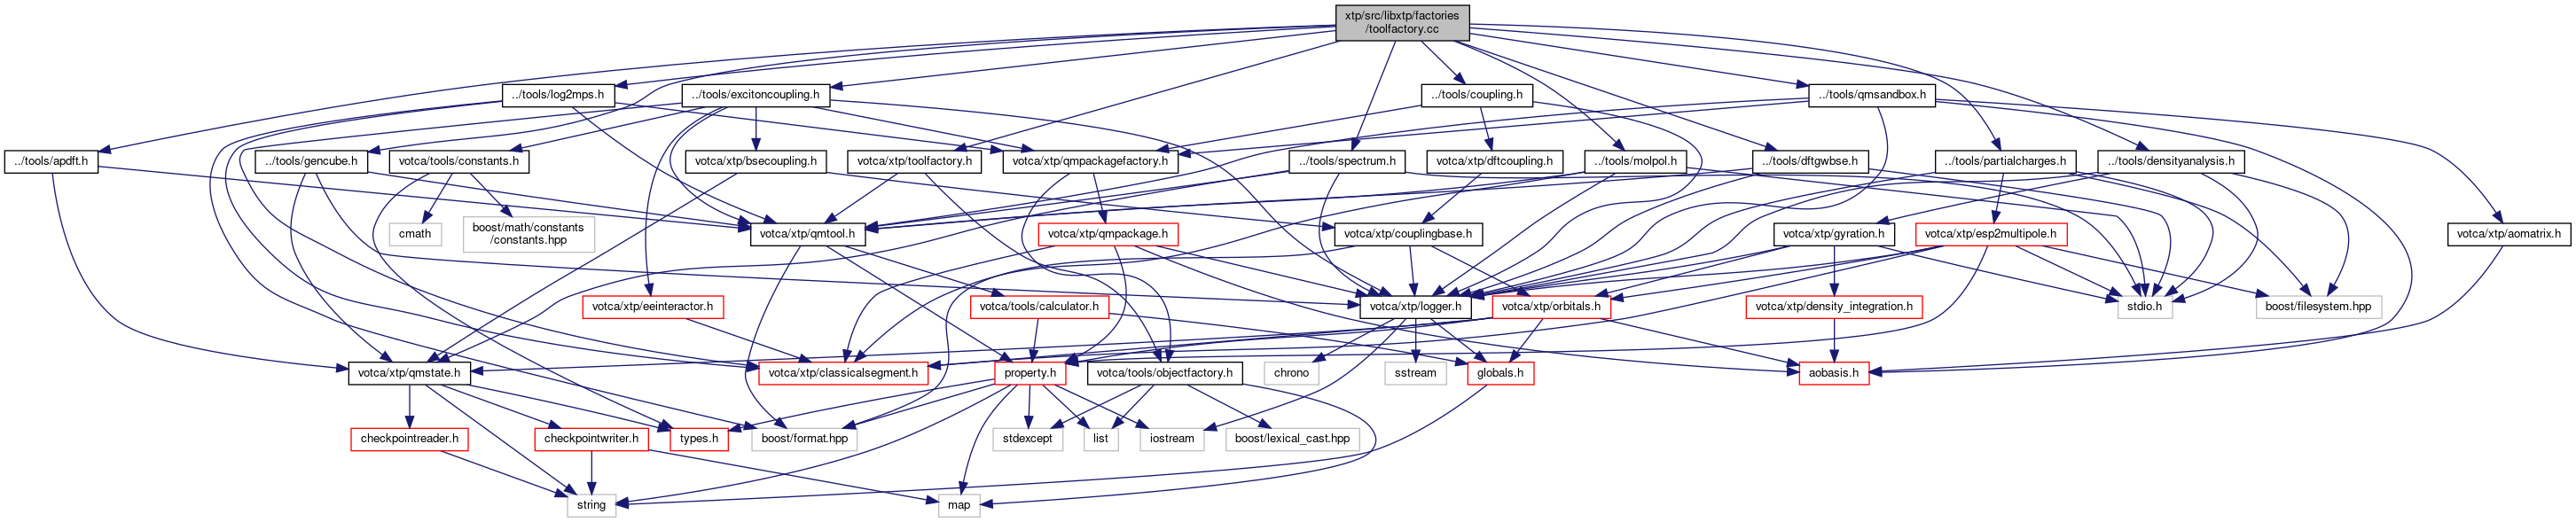 xtp/src/libxtp/factories
/toolfactory.cc
../tools/log2mps.h
../tools/excitoncoupling.h
../tools/coupling.h
../tools/qmsandbox.h
../tools/apdft.h
../tools/gencube.h
votca/tools/constants.h
votca/xtp/bsecoupling.h
votca/xtp/toolfactory.h
votca/xtp/qmpackagefactory.h
../tools/spectrum.h
votca/xtp/dftcoupling.h
../tools/molpol.h
../tools/dftgwbse.h
../tools/partialcharges.h
../tools/densityanalysis.h
cmath
boost/math/constants
/constants.hpp
votca/xtp/qmtool.h
votca/xtp/qmpackage.h
votca/xtp/couplingbase.h
votca/xtp/gyration.h
votca/xtp/esp2multipole.h
votca/xtp/aomatrix.h
votca/xtp/eeinteractor.h
votca/tools/calculator.h
votca/xtp/logger.h
votca/xtp/orbitals.h
votca/xtp/density_integration.h
stdio.h
boost/filesystem.hpp
votca/xtp/qmstate.h
votca/xtp/classicalsegment.h
property.h
votca/tools/objectfactory.h
chrono
sstream
globals.h
aobasis.h
checkpointreader.h
checkpointwriter.h
types.h
boost/format.hpp
stdexcept
list
iostream
boost/lexical_cast.hpp
string
map